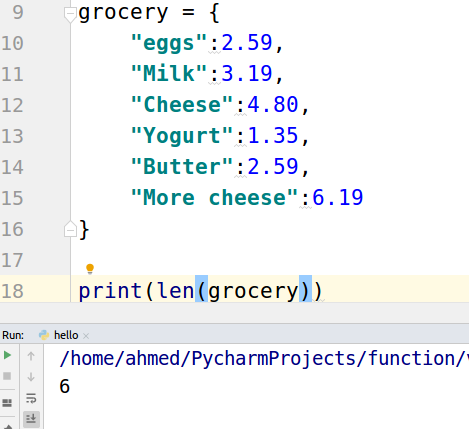 9 grocery = {
10 "eggs":2.59,
11 "Milk":3.19,
12 "Cheese":4.80,
13 "Yogurt":1.35,
14 "Butter":2.59,
15 "More cheese":6.19
16 }
17
18 print(len(grocery))
Run: hello ×
/home/ahmed/PycharmProjects/function/v
6